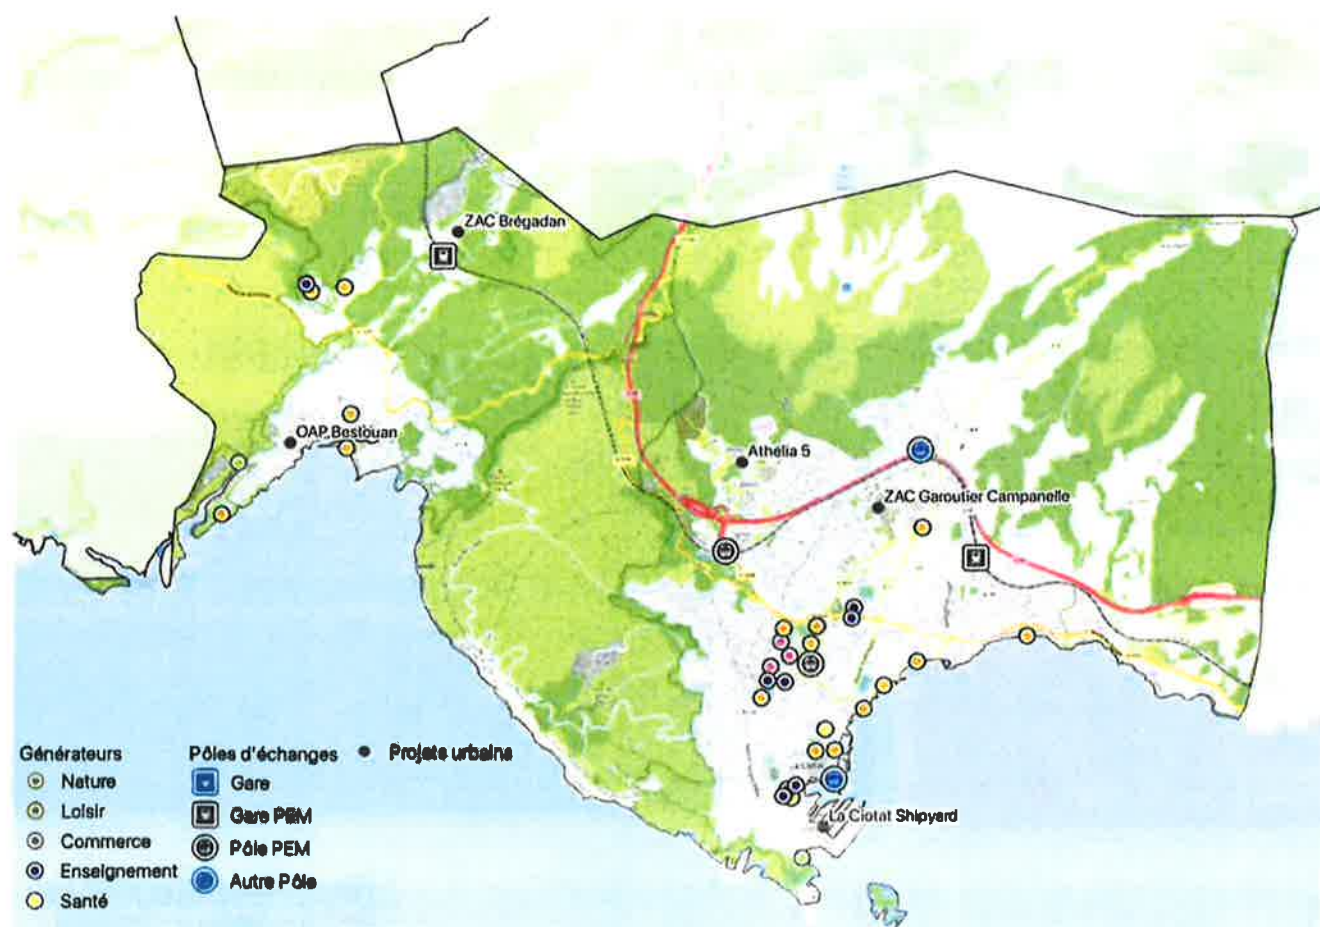 ZAC Brégadan
OAP Bestouan
Athélia 5
ZAC Garoutier Campanelle
La Ciotat Shipyard
Générateurs
Nature
Loisir
Commerce
Enseignement
Santé
Pôles d'échanges
Gare
Gare PEM
Pôle PEM
Autre Pôle
Projets urbains